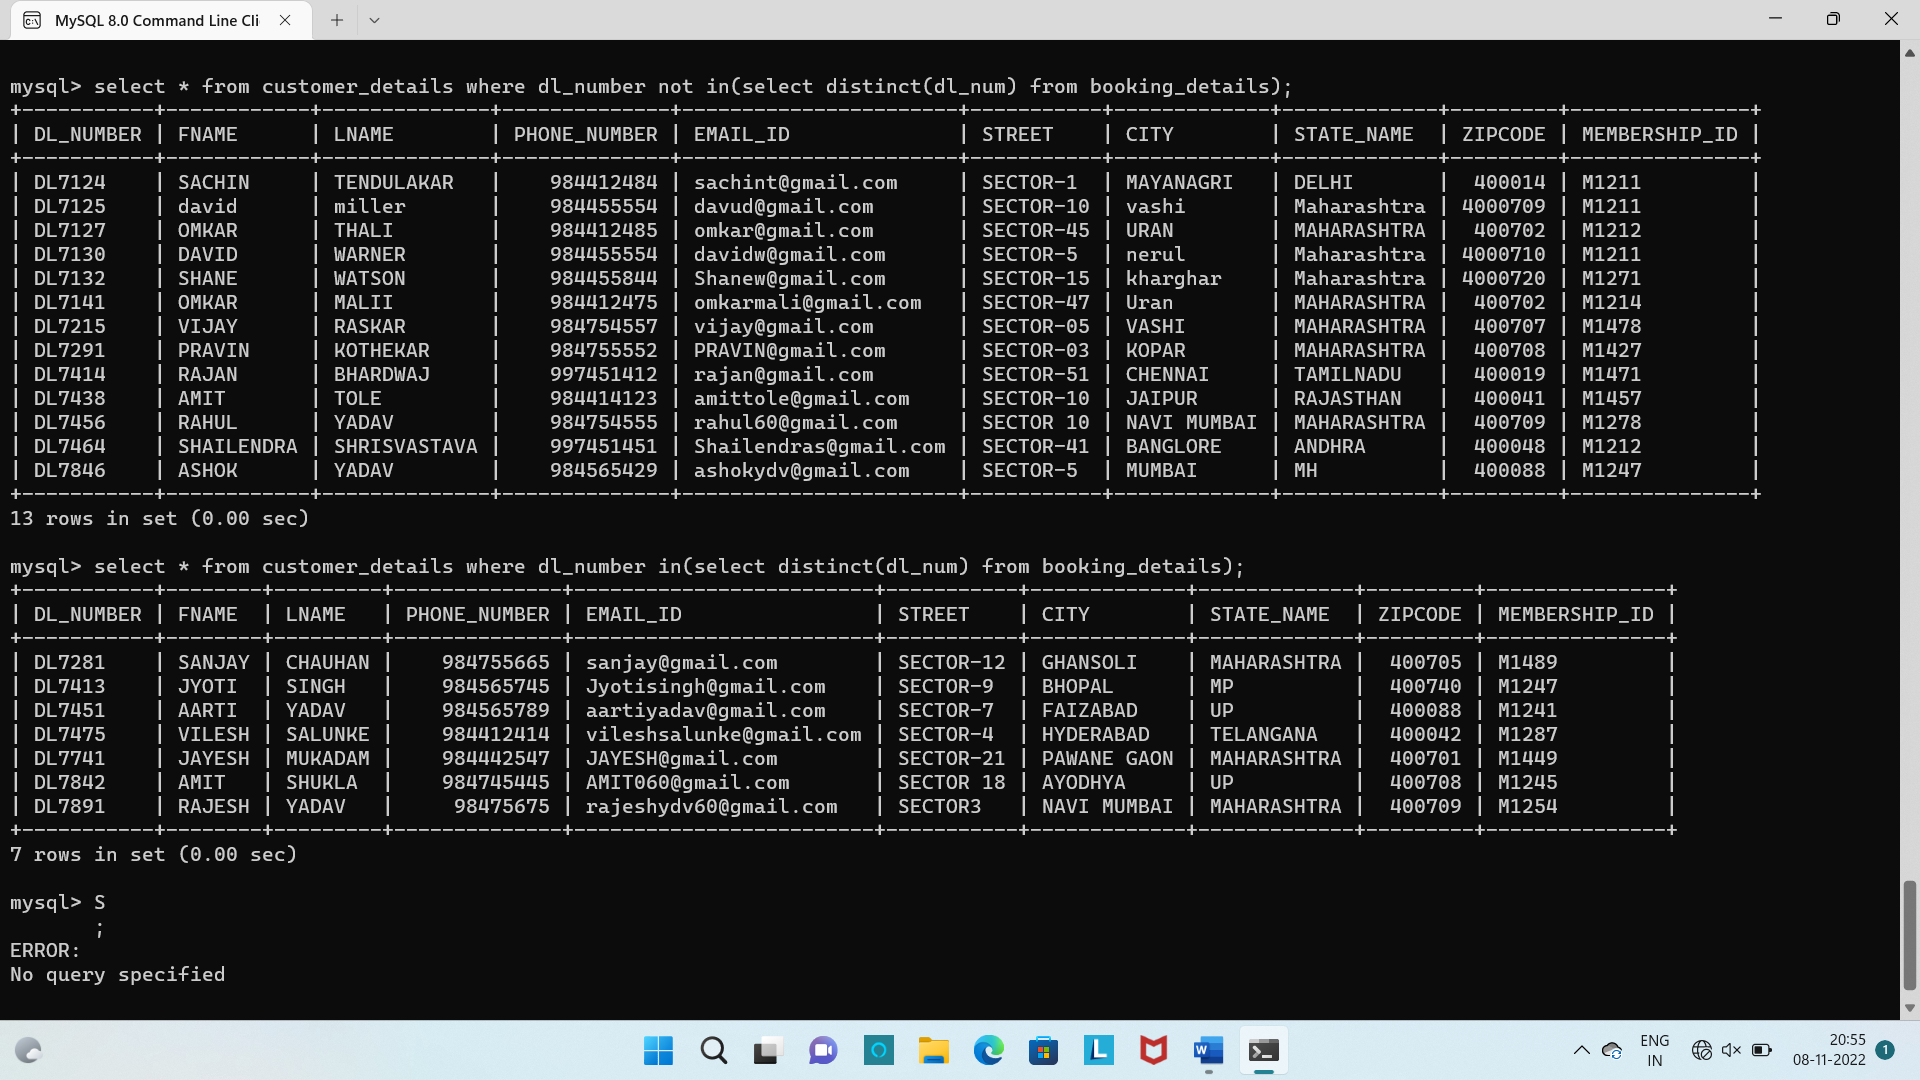 MySQL 8.0 Command Line Cli
mysql> select * from customer_details where dl_number not in(select distinct(dl_num) from booking_details);
+-----------+------------+--------------+--------------+-----------------------+-----------+-------------+-------------+---------+---------------+
| DL_NUMBER | FNAME      | LNAME        | PHONE_NUMBER | EMAIL_ID              | STREET    | CITY        | STATE_NAME  | ZIPCODE | MEMBERSHIP_ID |
+-----------+------------+--------------+--------------+-----------------------+-----------+-------------+-------------+---------+---------------+
| DL7124    | SACHIN     | TENDULAKAR   |    984412484 | sachint@gmail.com     | SECTOR-1  | MAYANAGRI   | DELHI       |  400014 | M1211         |
| DL7125    | david      | miller       |    984455554 | davud@gmail.com       | SECTOR-10 | vashi       | Maharashtra | 4000709 | M1211         |
| DL7127    | OMKAR      | THALI        |    984412485 | omkar@gmail.com       | SECTOR-45 | URAN        | MAHARASHTRA |  400702 | M1212         |
| DL7130    | DAVID      | WARNER       |    984455554 | davidw@gmail.com      | SECTOR-5  | nerul       | Maharashtra | 4000710 | M1211         |
| DL7132    | SHANE      | WATSON       |    984455844 | Shanew@gmail.com      | SECTOR-15 | kharghar    | Maharashtra | 4000720 | M1271         |
| DL7141    | OMKAR      | MALII        |    984412475 | omkarmali@gmail.com   | SECTOR-47 | Uran        | MAHARASHTRA |  400702 | M1214         |
| DL7215    | VIJAY      | RASKAR       |    984754557 | vijay@gmail.com       | SECTOR-05 | VASHI       | MAHARASHTRA |  400707 | M1478         |
| DL7291    | PRAVIN     | KOTHEKAR     |    984755552 | PRAVIN@gmail.com      | SECTOR-03 | KOPAR       | MAHARASHTRA |  400708 | M1427         |
| DL7414    | RAJAN      | BHARDWAJ     |    997451412 | rajan@gmail.com       | SECTOR-51 | CHENNAI     | TAMILNADU   |  400019 | M1471         |
| DL7438    | AMIT       | TOLE         |    984414123 | amittole@gmail.com    | SECTOR-10 | JAIPUR      | RAJASTHAN   |  400041 | M1457         |
| DL7456    | RAHUL      | YADAV        |    984754555 | rahul60@gmail.com     | SECTOR 10 | NAVI MUMBAI | MAHARASHTRA |  400709 | M1278         |
| DL7464    | SHAILENDRA | SHRISVASTAVA |    997451451 | Shailendras@gmail.com | SECTOR-41 | BANGLORE    | ANDHRA      |  400048 | M1212         |
| DL7846    | ASHOK      | YADAV        |    984565429 | ashokydv@gmail.com    | SECTOR-5  | MUMBAI      | MH          |  400088 | M1247         |
+-----------+------------+--------------+--------------+-----------------------+-----------+-------------+-------------+---------+---------------+
13 rows in set (0.00 sec)
mysql> select * from customer_details where dl_number in(select distinct(dl_num) from booking_details);
+-----------+--------+---------+--------------+-------------------------+-----------+-------------+-------------+---------+---------------+
| DL_NUMBER | FNAME  | LNAME   | PHONE_NUMBER | EMAIL_ID                | STREET    | CITY        | STATE_NAME  | ZIPCODE | MEMBERSHIP_ID |
+-----------+--------+---------+--------------+-------------------------+-----------+-------------+-------------+---------+---------------+
| DL7281    | SANJAY | CHAUHAN |    984755665 | sanjay@gmail.com        | SECTOR-12 | GHANSOLI    | MAHARASHTRA |  400705 | M1489         |
| DL7413    | JYOTI  | SINGH   |    984565745 | Jyotisingh@gmail.com    | SECTOR-9  | BHOPAL      | MP          |  400740 | M1247         |
| DL7451    | AARTI  | YADAV   |    984565789 | aartiyadav@gmail.com    | SECTOR-7  | FAIZABAD    | UP          |  400088 | M1241         |
| DL7475    | VILESH | SALUNKE |    984412414 | vileshsalunke@gmail.com | SECTOR-4  | HYDERABAD   | TELANGANA   |  400042 | M1287         |
| DL7741    | JAYESH | MUKADAM |    984442547 | JAYESH@gmail.com        | SECTOR-21 | PAWANE GAON | MAHARASHTRA |  400701 | M1449         |
| DL7842    | AMIT   | SHUKLA  |    984745445 | AMIT060@gmail.com       | SECTOR 18 | AYODHYA     | UP          |  400708 | M1245         |
| DL7891    | RAJESH | YADAV   |     98475675 | rajeshydv60@gmail.com   | SECTOR3   | NAVI MUMBAI | MAHARASHTRA |  400709 | M1254         |
+-----------+--------+---------+--------------+-------------------------+-----------+-------------+-------------+---------+---------------+
7 rows in set (0.00 sec)
mysql> S
;
ERROR:
No query specified
ENG
IN
20:55
08-11-2022
1